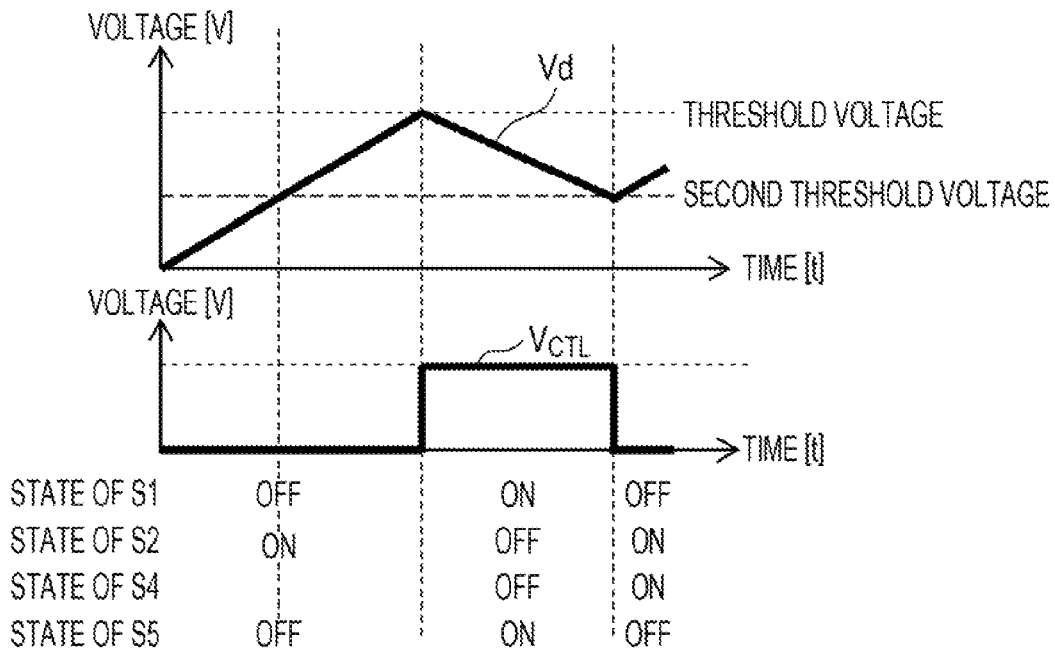 VOLTAGE [V]
Vd
THRESHOLD VOLTAGE
SECOND THRESHOLD VOLTAGE
TIME [t]
VOLTAGE [V]
VCTL
TIME [t]
STATE OF S1 OFF ON OFF
STATE OF S2 ON OFF ON
STATE OF S4 OFF ON
STATE OF S5 OFF ON OFF